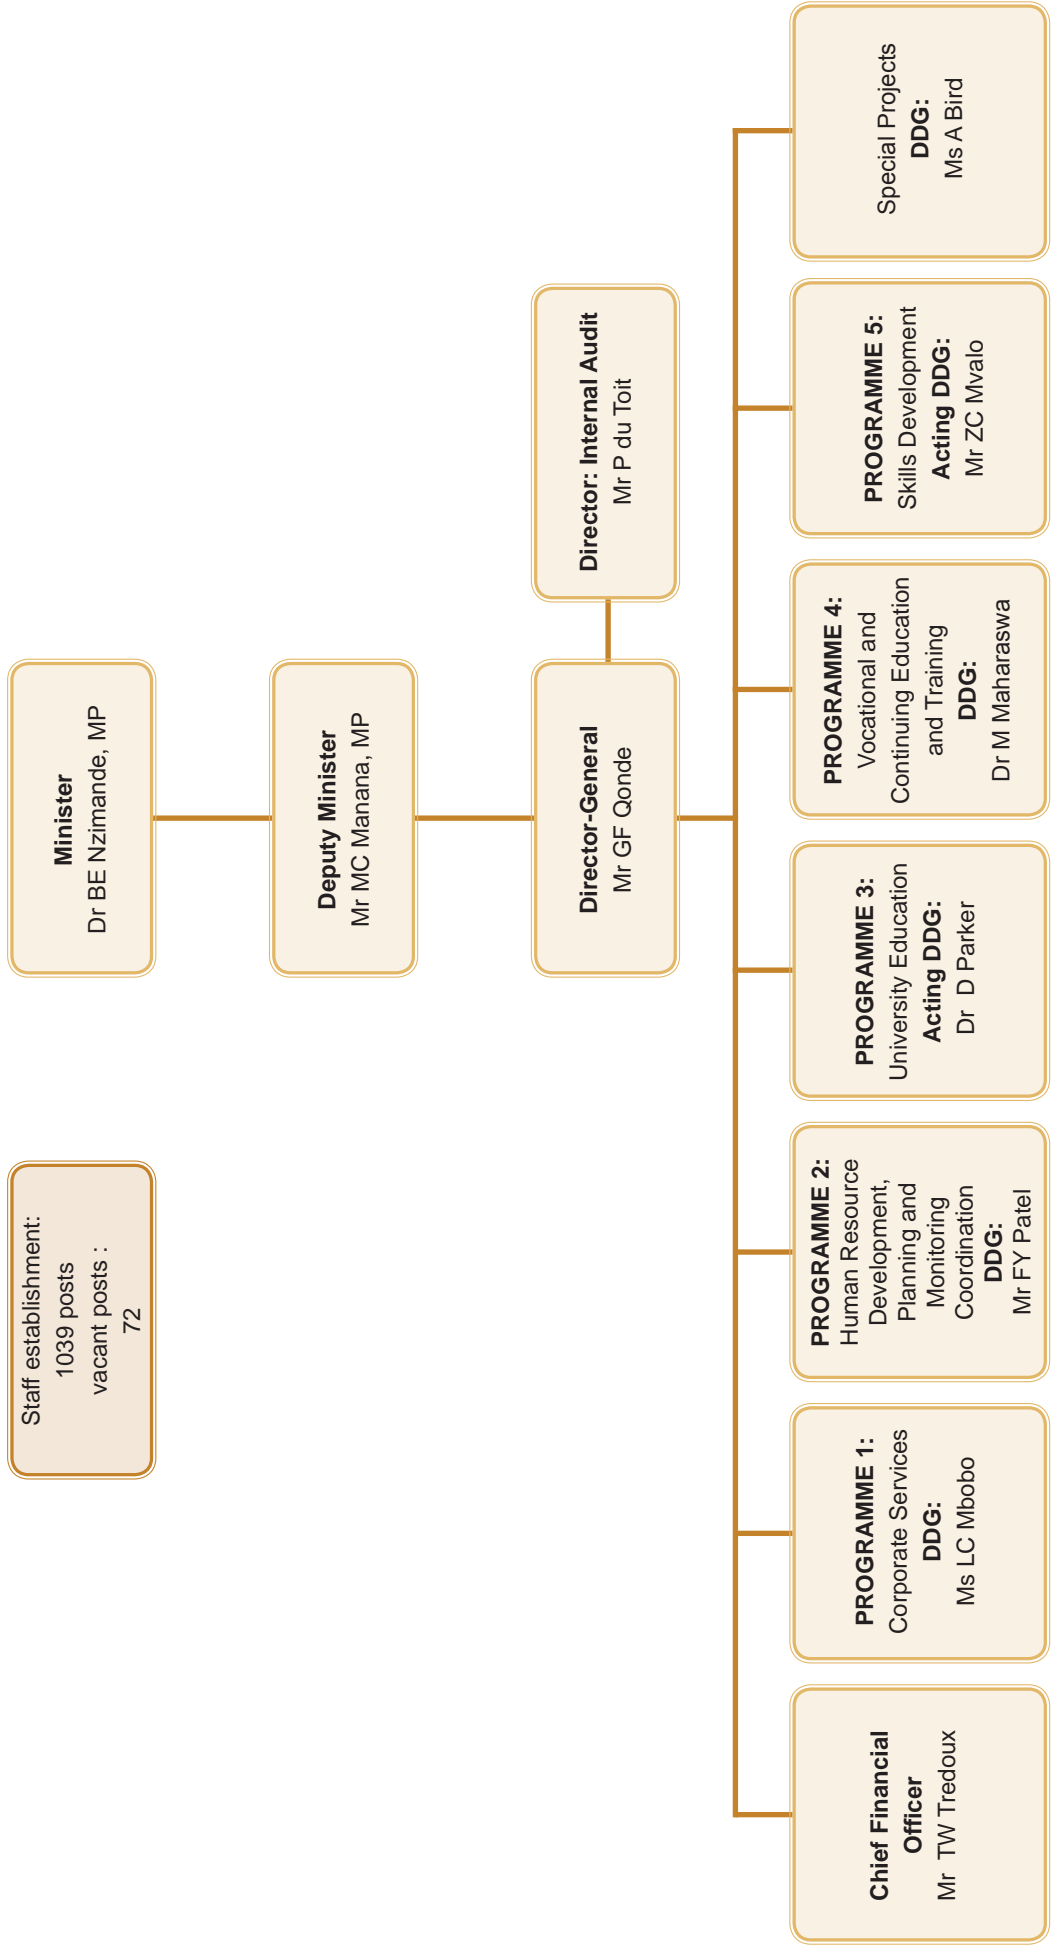 Staff establishment:
1039 posts
vacant posts :
72
Minister
Dr BE Nzimande, MP
Deputy Minister
Mr MC Manana, MP
Director-General
Mr GF Qonde
Director: Internal Audit
Mr P du Toit
Chief Financial
Officer
Mr TW Tredoux
PROGRAMME 1:
Corporate Services
DDG:
Ms LC Mbobo
PROGRAMME 2:
Human Resource
Development,
Planning and
Monitoring
Coordination
DDG:
Mr FY Patel
PROGRAMME 3:
University Education
Acting DDG:
Dr D Parker
PROGRAMME 4:
Vocational and
Continuing Education
and Training
DDG:
Dr M Maharaswa
PROGRAMME 5:
Skills Development
Acting DDG:
Mr ZC Mvalo
Special Projects
DDG:
Ms A Bird